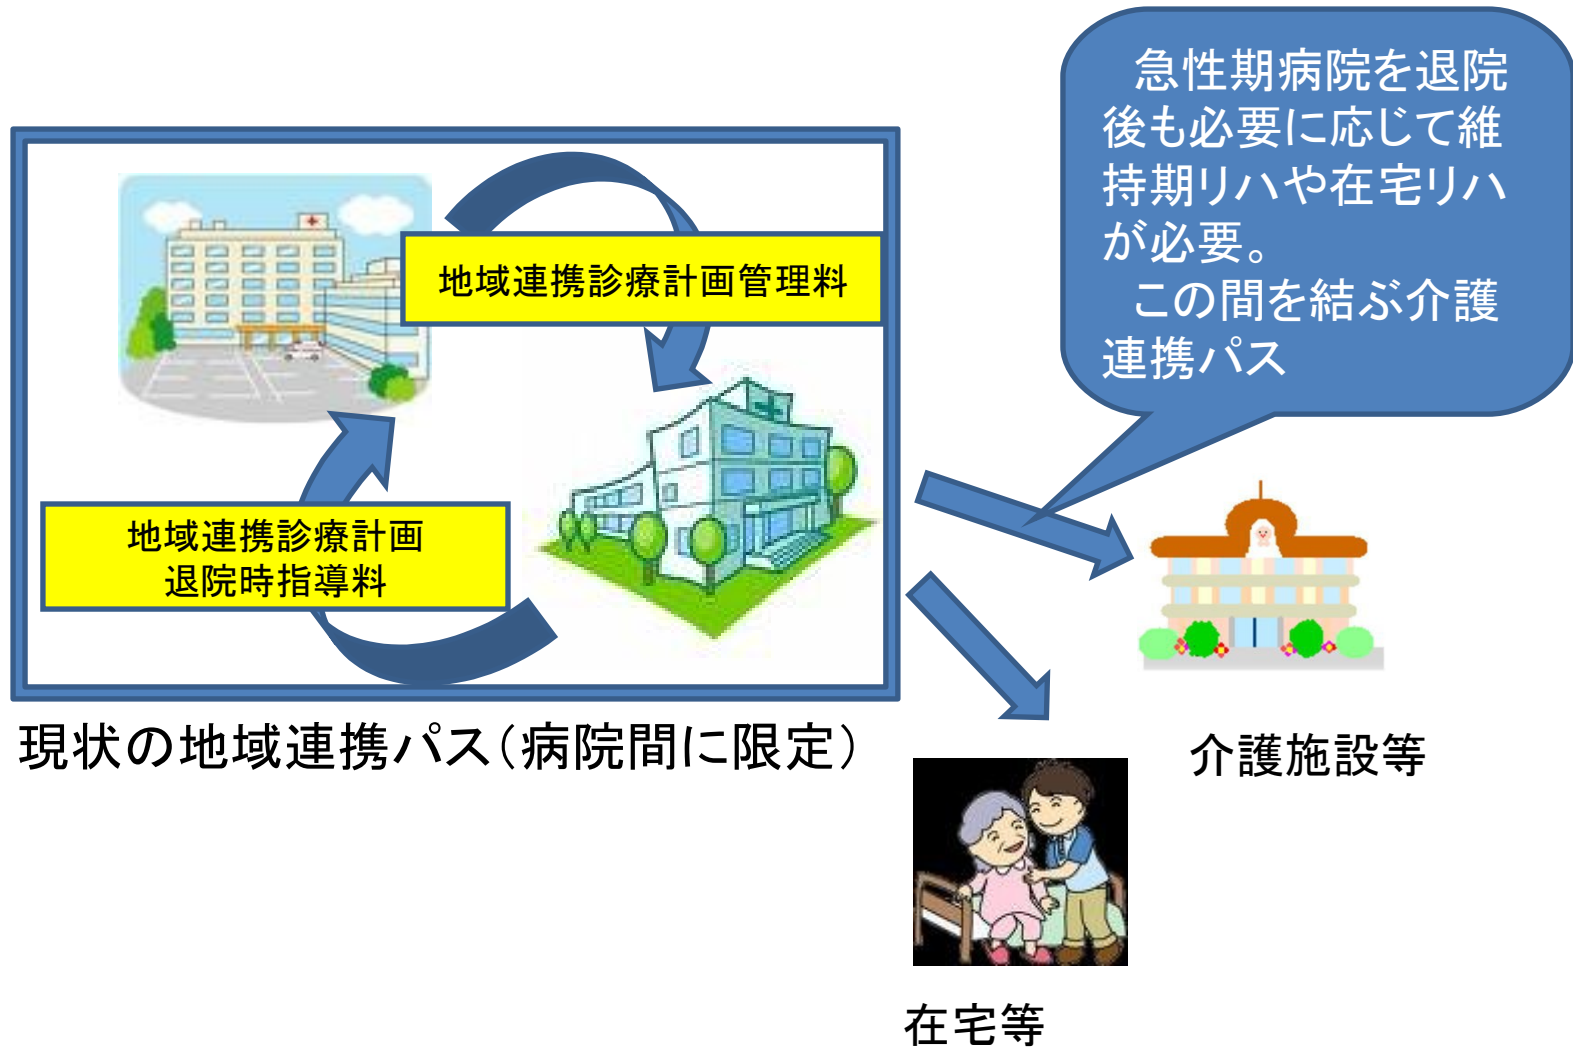 急性期病院を退院
後も必要に応じて維
持期リハや在宅リハ
が必要。
この間を結ぶ介護
連携パス
地域連携診療計画管理料
地域連携診療計画
退院時指導料
現状の地域連携パス（病院間に限定）
介護施設等
在宅等